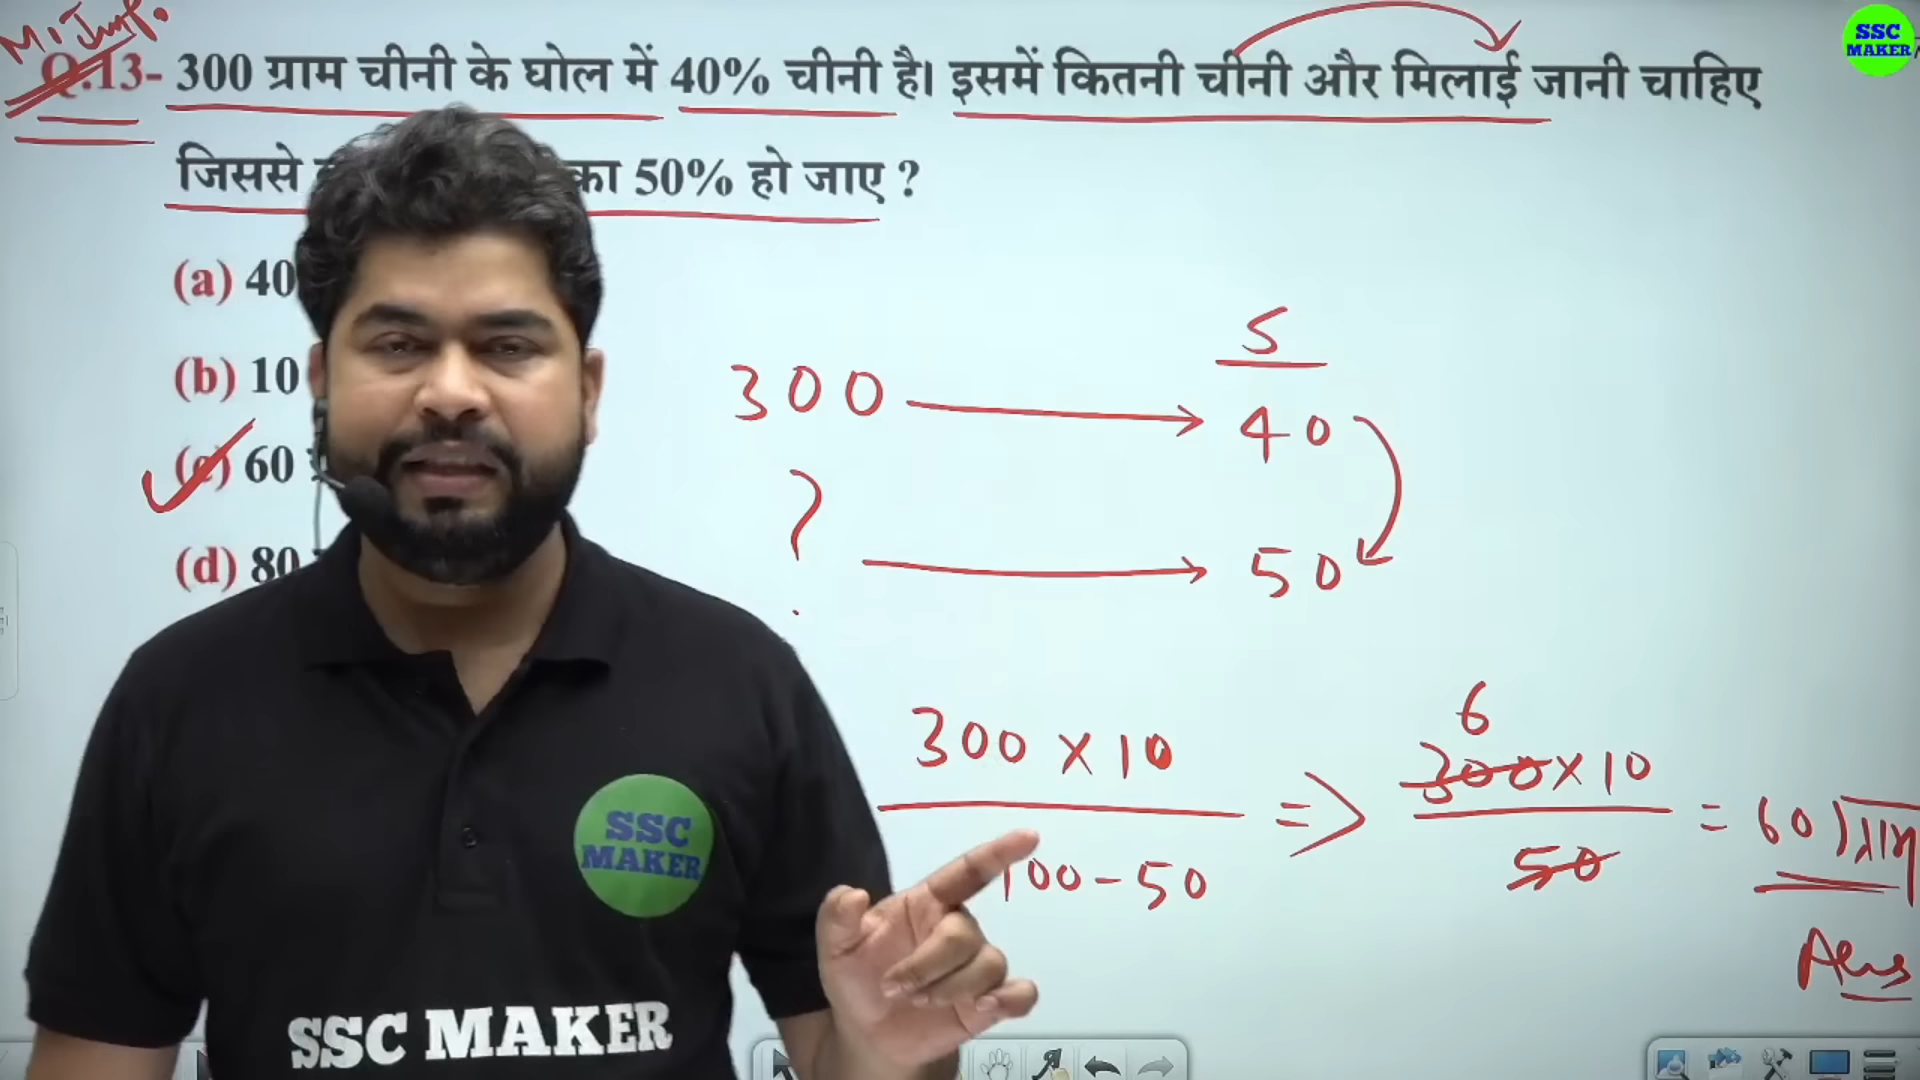 M. Imp.
Q.13- 300 ग्राम चीनी के घोल में 40% चीनी है। इसमें कितनी चीनी और मिलाई जानी चाहिए
जिससे का 50% हो जाए ?
(a) 40
(b) 10
(c) 60
(d) 80
S
300 40
? 50
300 × 10
100 - 50
=>
6
300 × 10
50
= 60 ग्राम
Ans
SSC
MAKER
SSC
MAKER
SSC MAKER